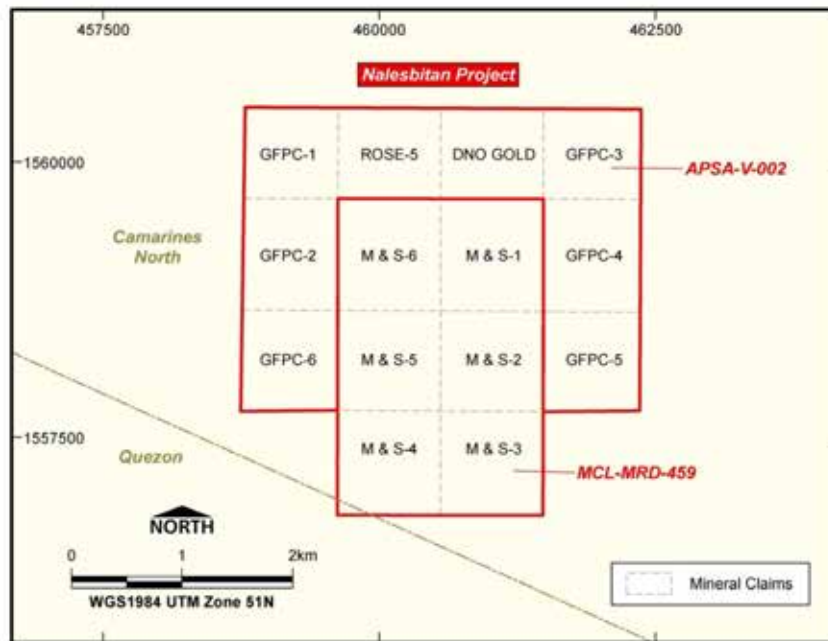 457500 460000 462500
Nalesbitan Project
GFPC-1 ROSE-5 DNO GOLD GFPC-3
1560000
APSA-V-002
Camarines
North
GFPC-2 M & S-6 M & S-1 GFPC-4
GFPC-6 M & S-5 M & S-2 GFPC-5
1557500
Quezon
M & S-4 M & S-3
MCL-MRD-459
NORTH
0 1 2km
WGS1984 UTM Zone 51N
Mineral Claims